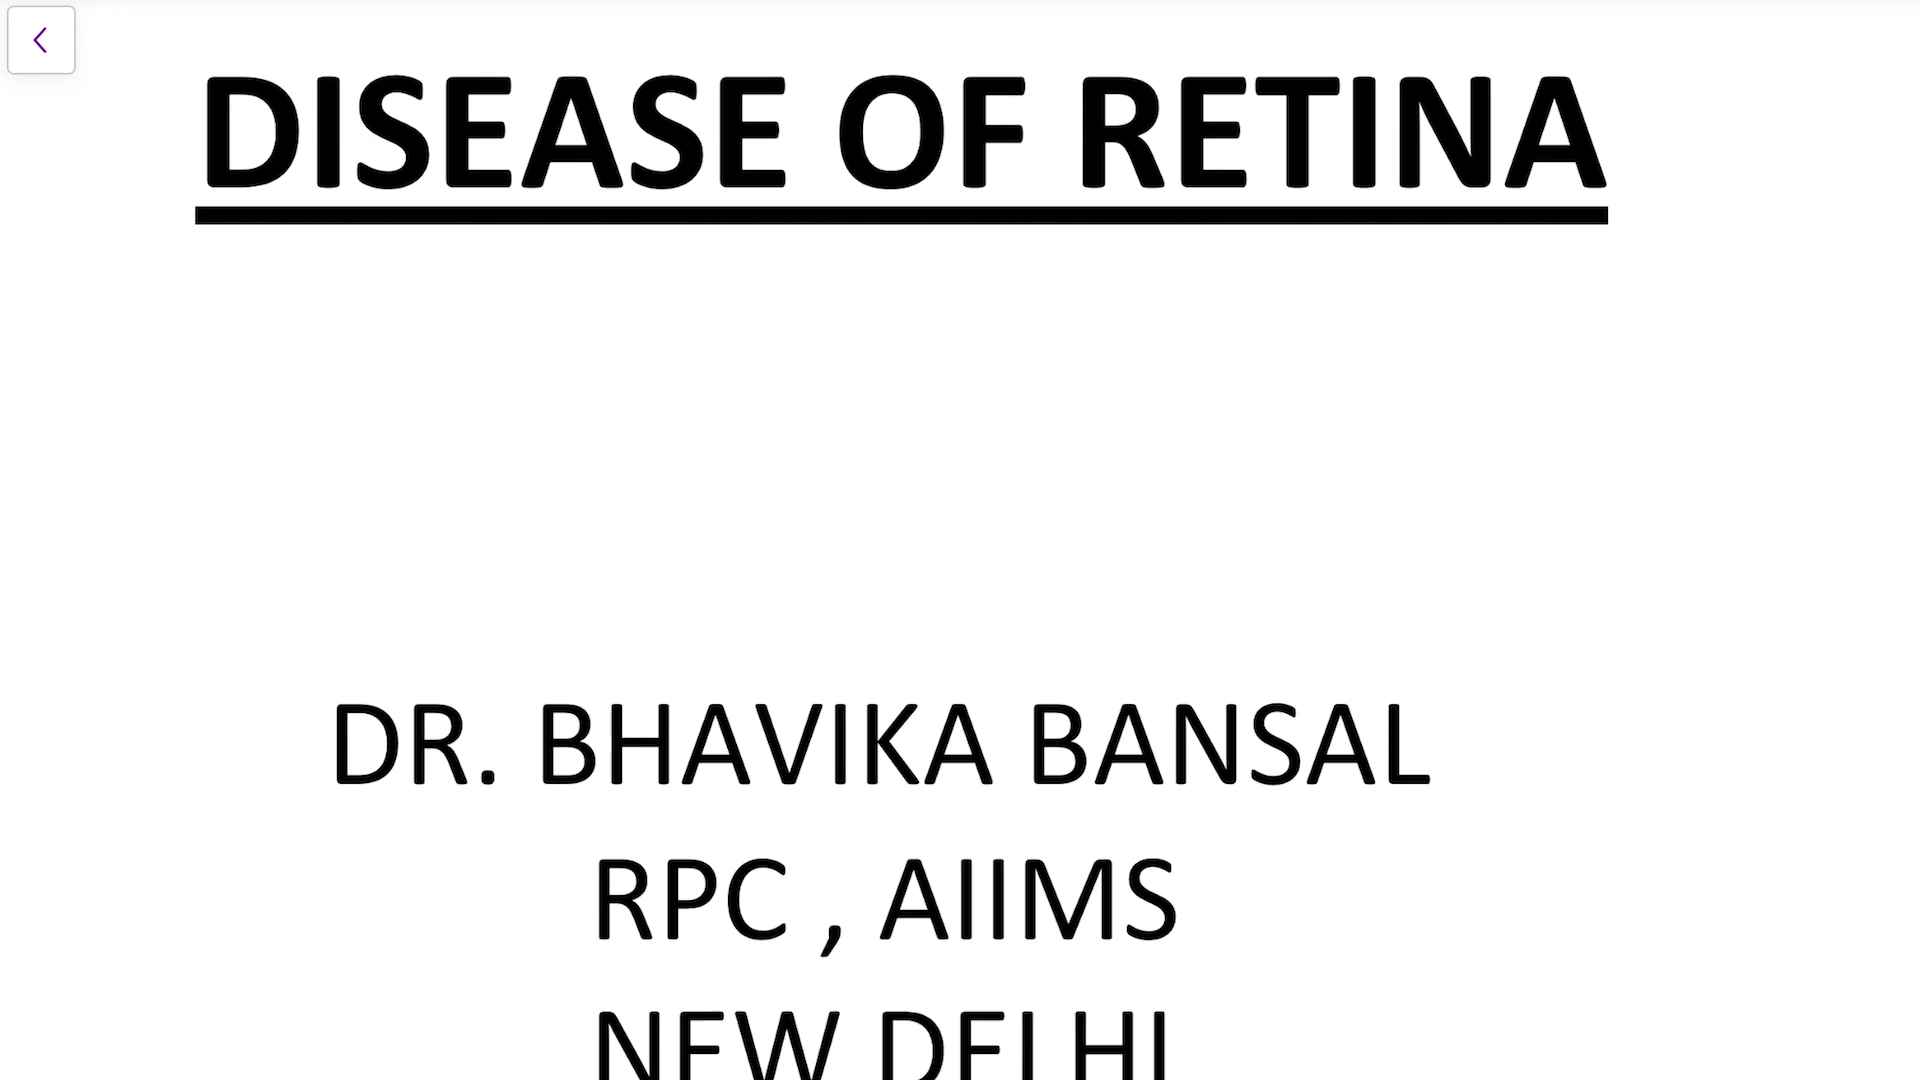 DISEASE OF RETINA
DR. BHAVIKA BANSAL
RPC , AIIMS
NEW DELHI